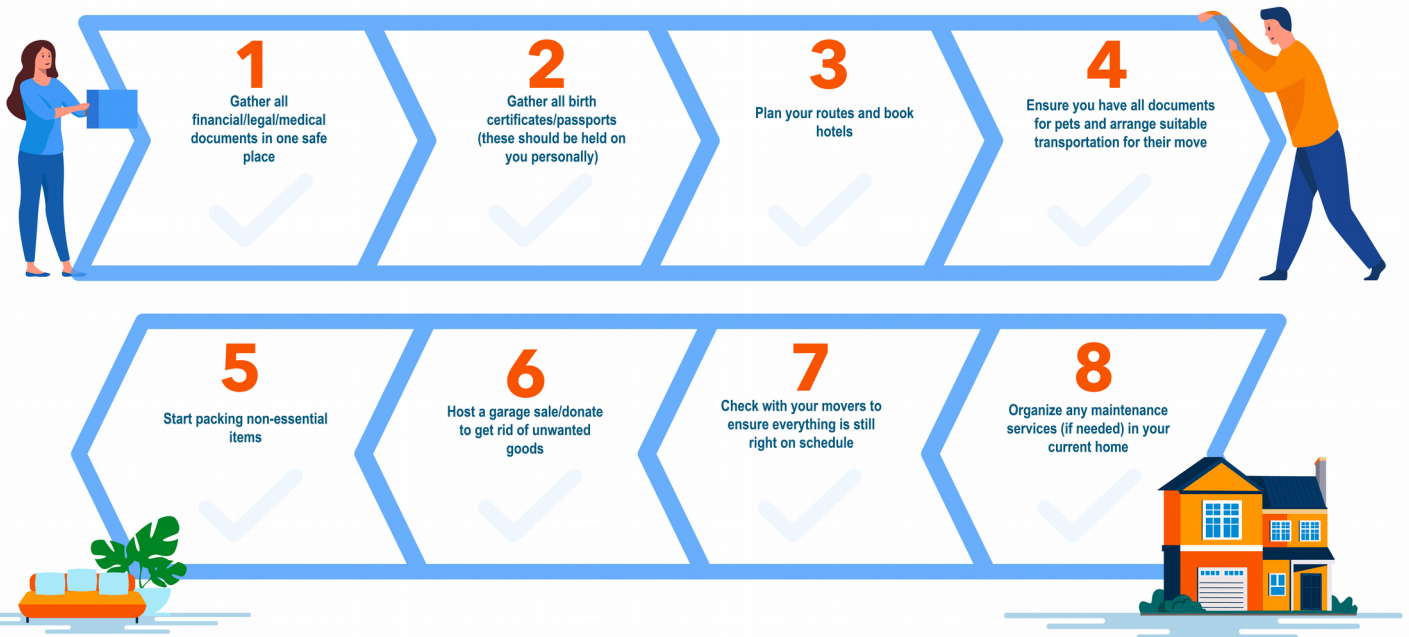 1
Gather all
financial/legal/medical
documents in one safe
place
2
Gather all birth
certificates/passports
(these should be held on
you personally)
3
Plan your routes and book
hotels
4
Ensure you have all documents
for pets and arrange suitable
transportation for their move
5
Start packing non-essential
items
6
Host a garage sale/donate
to get rid of unwanted
goods
7
Check with your movers to
ensure everything is still
right on schedule
8
Organize any maintenance
services (if needed) in your
current home